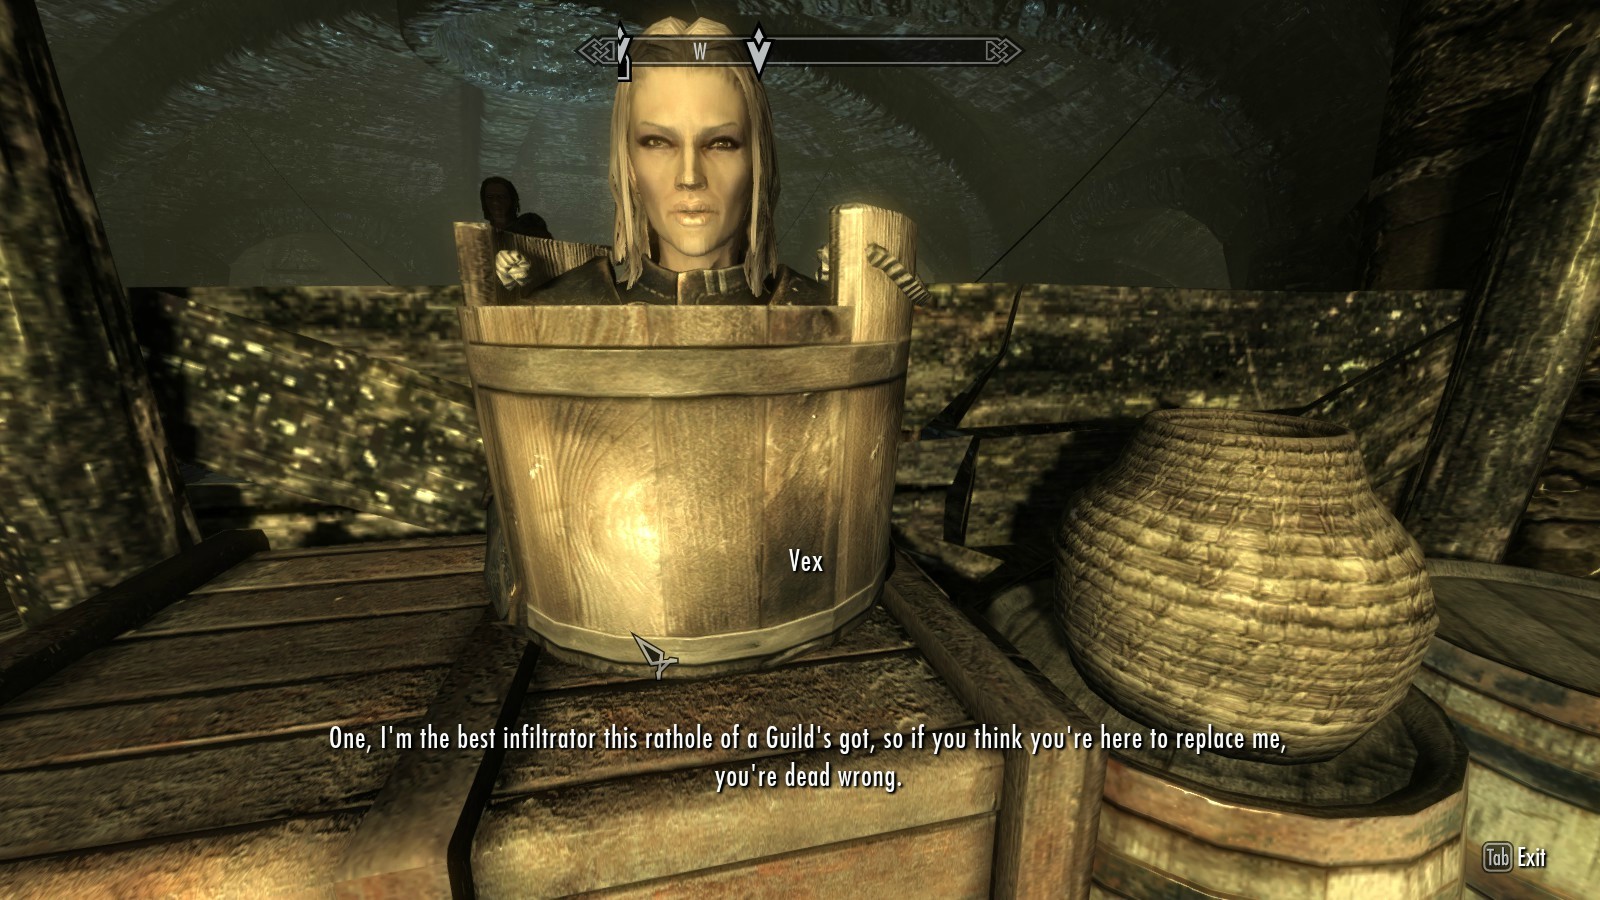 W
Vex
One, I'm the best infiltrator this rathole of a Guild's got, so if you think you're here to replace me,
you're dead wrong.
Tab Exit